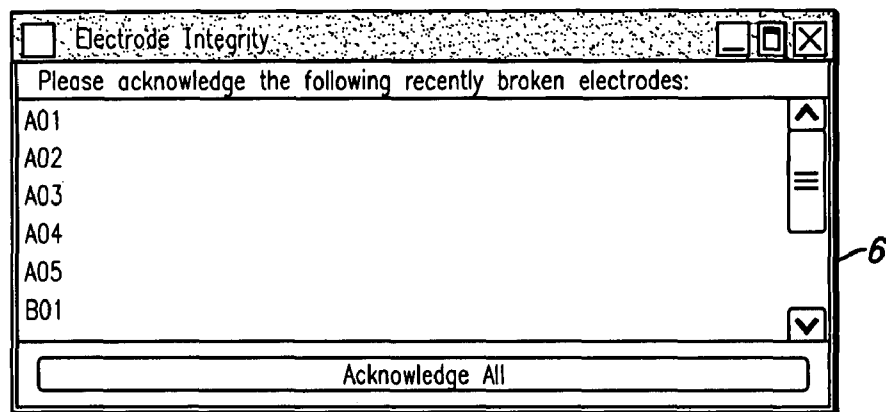 Electrode Integrity
Please acknowledge the following recently broken electrodes:
A01
A02
A03
A04
A05
B01
6
Acknowledge All